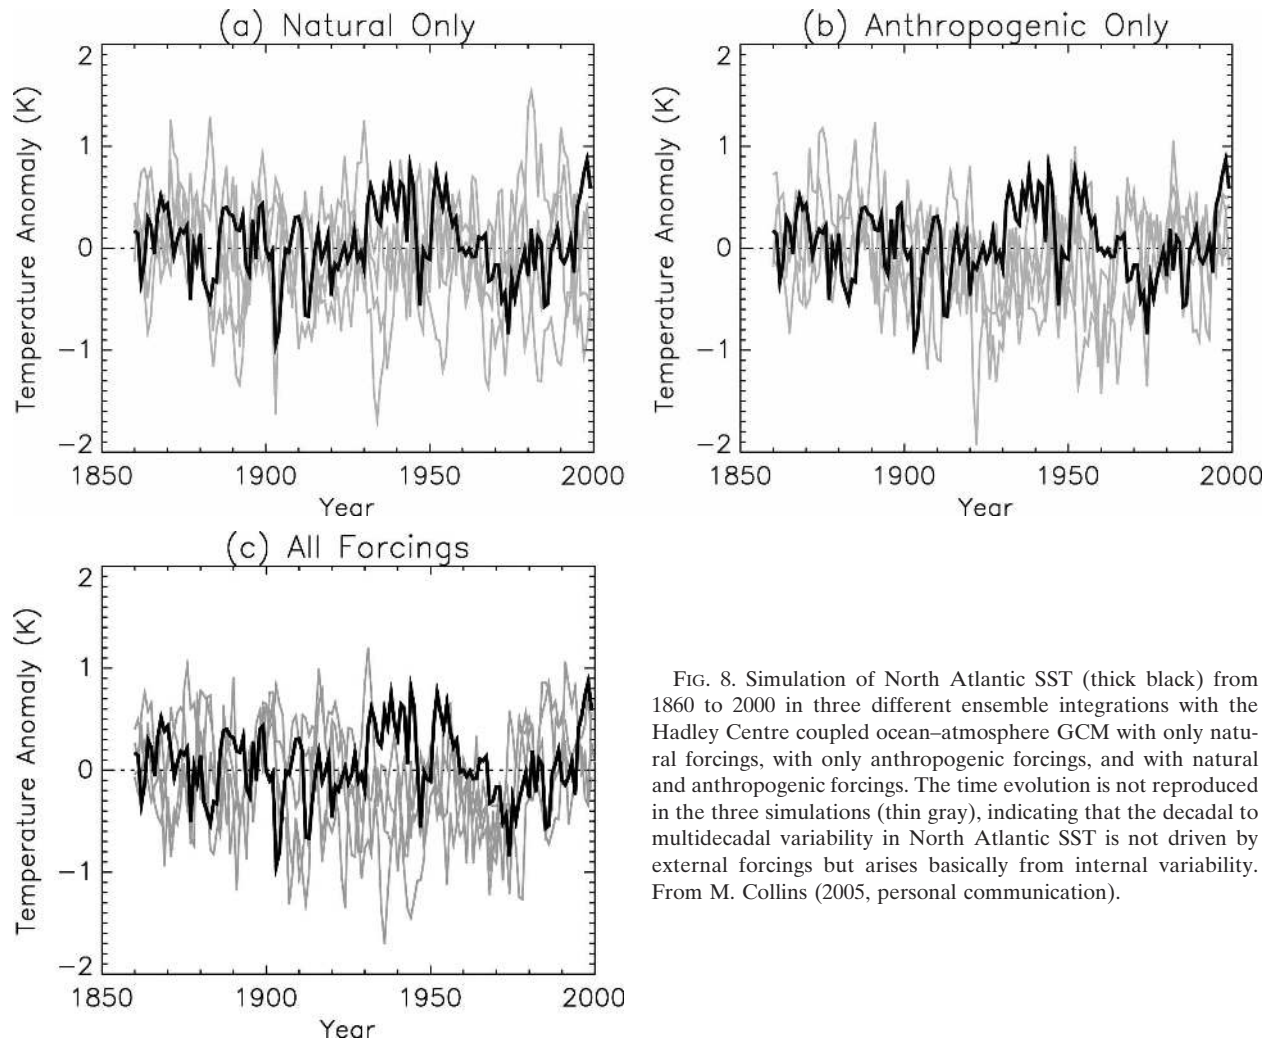 (a) Natural Only
2
1
0
−1
−2
Temperature Anomaly (K)
1850
1900
1950
2000
Year
(b) Anthropogenic Only
2
1
0
−1
−2
Temperature Anomaly (K)
1850
1900
1950
2000
Year
(c) All Forcings
2
1
0
−1
−2
Temperature Anomaly (K)
1850
1900
1950
2000
Year
FIG. 8. Simulation of North Atlantic SST (thick black) from
1860 to 2000 in three different ensemble integrations with the
Hadley Centre coupled ocean–atmosphere GCM with only natu-
ral forcings, with only anthropogenic forcings, and with natural
and anthropogenic forcings. The time evolution is not reproduced
in the three simulations (thin gray), indicating that the decadal to
multidecadal variability in North Atlantic SST is not driven by
external forcings but arises basically from internal variability.
From M. Collins (2005, personal communication).